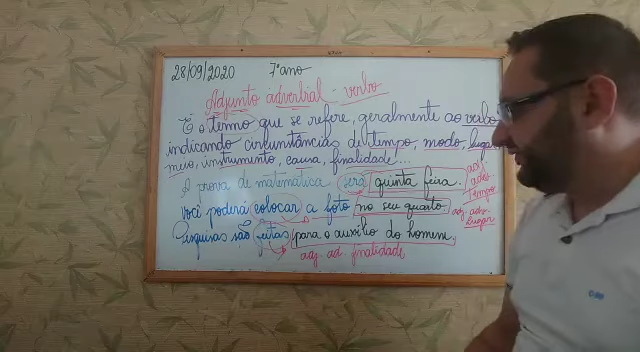 28/09/2020 7º ano
Adjunto adverbial - verbo
É o termo que se refere, geralmente ao verbo
indicando circunstâncias de tempo, modo, lugar
meio, instrumento, causa, finalidade...
A prova de matemática será quinta feira. adj adv. Tempo
você poderá colocar a foto no seu quarto. adj. adv. lugar
Pesquisas são feitas para o auxílio do homem.
adj. ad. finalidade